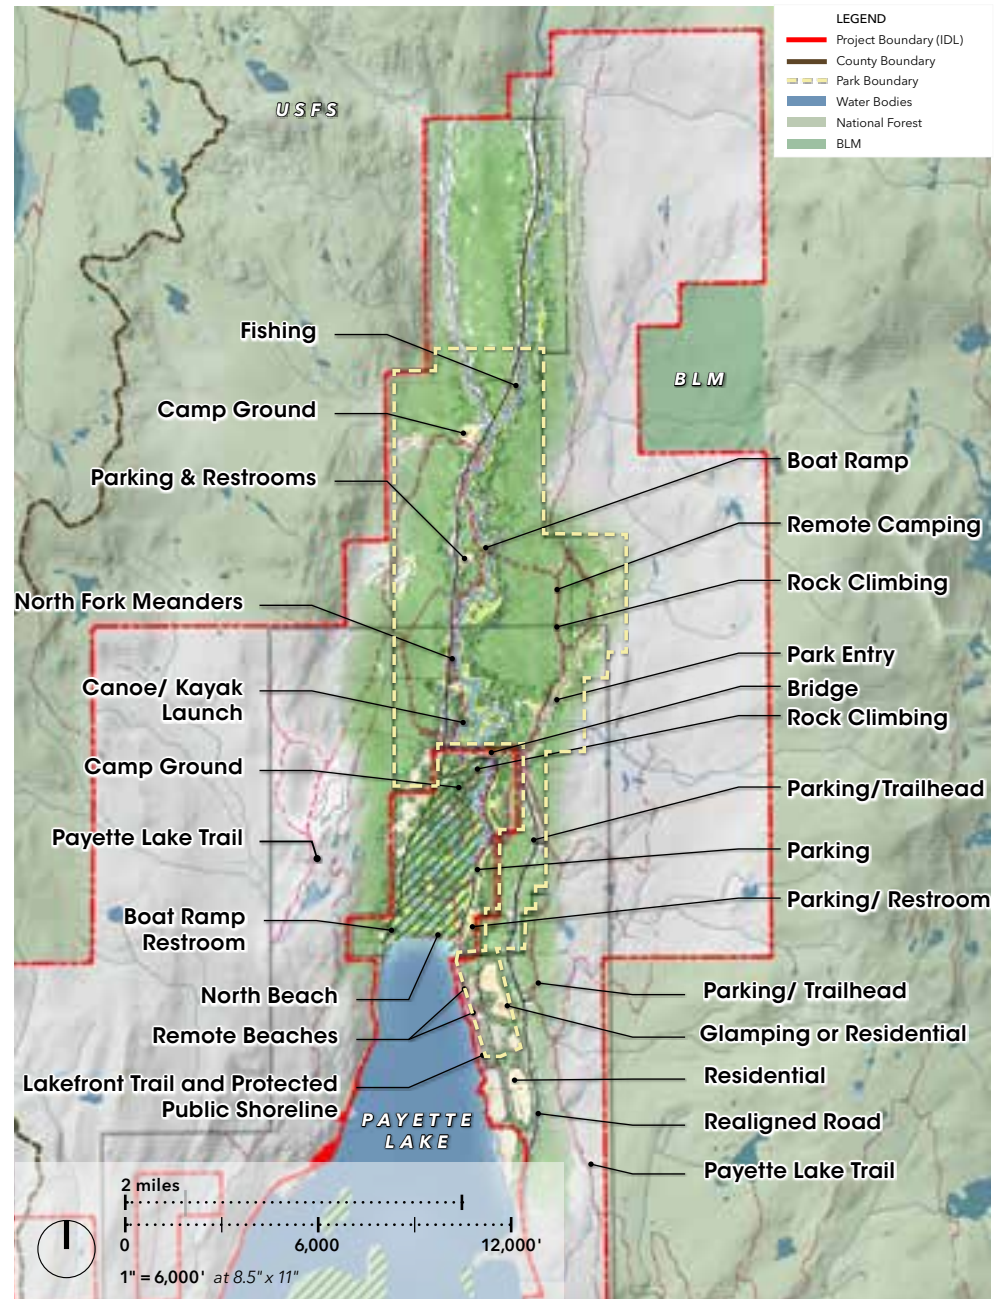 LEGEND
Project Boundary (IDL)
County Boundary
Park Boundary
Water Bodies
National Forest
BLM
USFS
BLM
Fishing
Camp Ground
Parking & Restrooms
North Fork Meanders
Canoe/ Kayak
Launch
Camp Ground
Payette Lake Trail
Boat Ramp
Restroom
North Beach
Remote Beaches
Lakefront Trail and Protected
Public Shoreline
Boat Ramp
Remote Camping
Rock Climbing
Park Entry
Bridge
Rock Climbing
Parking/Trailhead
Parking
Parking/ Restroom
Parking/ Trailhead
Glamping or Residential
Residential
Realigned Road
Payette Lake Trail
PAYETTE
LAKE
2 miles
0 6,000 12,000'
1" = 6,000' at 8.5" x 11"